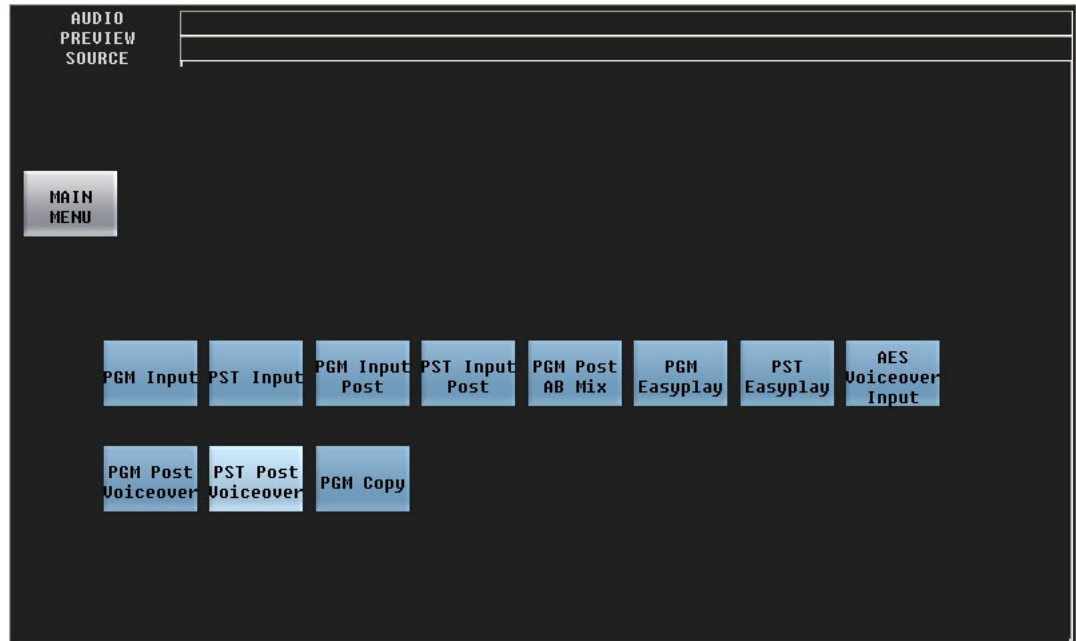 AUDIO
PREVIEW
SOURCE
MAIN
MENU
PGM Input
PST Input
PGM Input
Post
PST Input
Post
PGM Post
AB Mix
PGM
Easyplay
PST
Easyplay
AES
Voiceover
Input
PGM Post
Voiceover
PST Post
Voiceover
PGM Copy